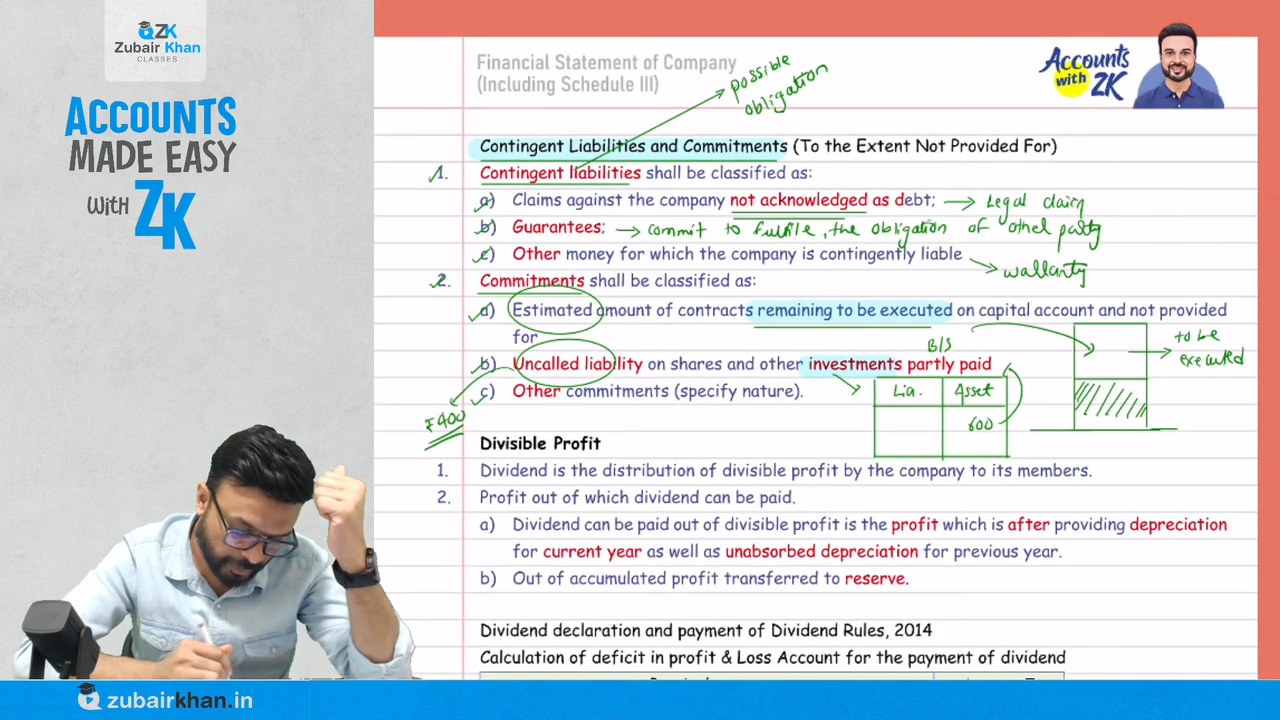 ZK
Zubair Khan
CLASSES
ACCOUNTS
MADE EASY
with ZK
Financial Statement of Company
(Including Schedule III)
possible
obligation
Accounts
with ZK
Contingent Liabilities and Commitments (To the Extent Not Provided For)
1. Contingent liabilities shall be classified as:
a) Claims against the company not acknowledged as debt; → Legal claim
b) Guarantees; → commit to fulfile, the obligation of other party
c) Other money for which the company is contingently liable
warranty
2. Commitments shall be classified as:
a) Estimated amount of contracts remaining to be executed on capital account and not provided
for
B/S
to be
executed
b) Uncalled liability on shares and other investments partly paid
c) Other commitments (specify nature).
Lia. Asset
600
₹400
Divisible Profit
1. Dividend is the distribution of divisible profit by the company to its members.
2. Profit out of which dividend can be paid.
a) Dividend can be paid out of divisible profit is the profit which is after providing depreciation
for current year as well as unabsorbed depreciation for previous year.
b) Out of accumulated profit transferred to reserve.
Dividend declaration and payment of Dividend Rules, 2014
Calculation of deficit in profit & Loss Account for the payment of dividend
zubairkhan.in